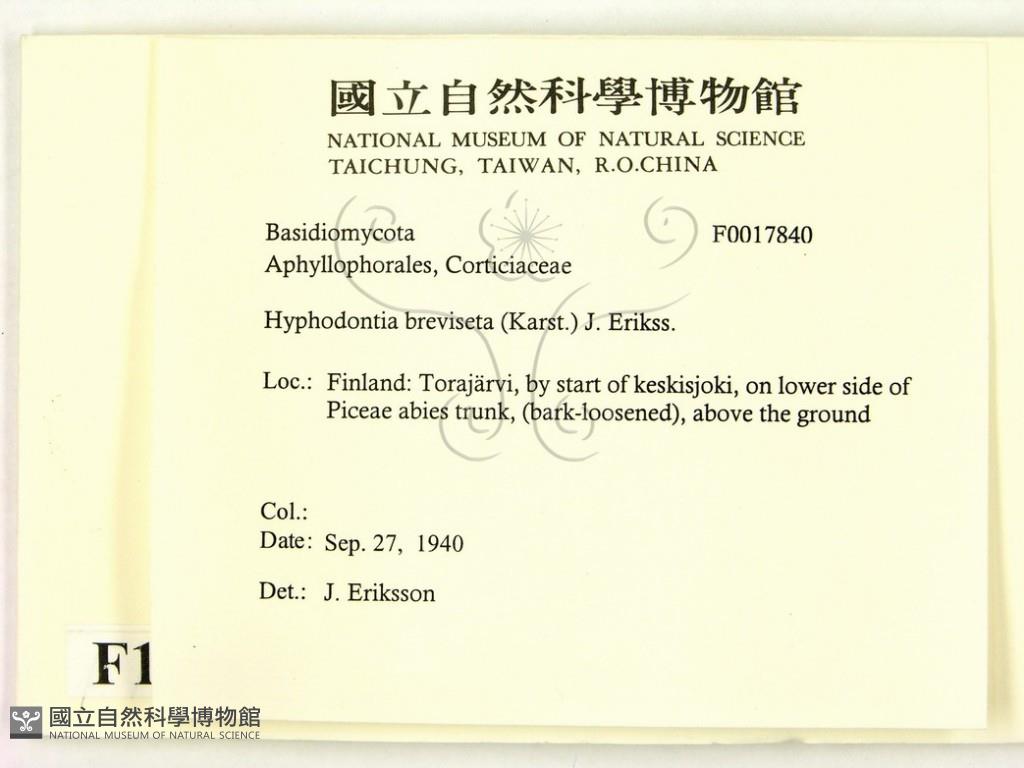 國立自然科學博物館
NATIONAL MUSEUM OF NATURAL SCIENCE
TAICHUNG, TAIWAN, R.O.CHINA
Basidiomycota F0017840
Aphyllophorales, Corticiaceae
Hyphodontia breviseta (Karst.) J. Erikss.
Loc.: Finland: Torajärvi, by start of keskisjoki, on lower side of
Piceae abies trunk, (bark-loosened), above the ground
Col.:
Date: Sep. 27, 1940
Det.: J. Eriksson
F1
國立自然科學博物館
NATIONAL MUSEUM OF NATURAL SCIENCE